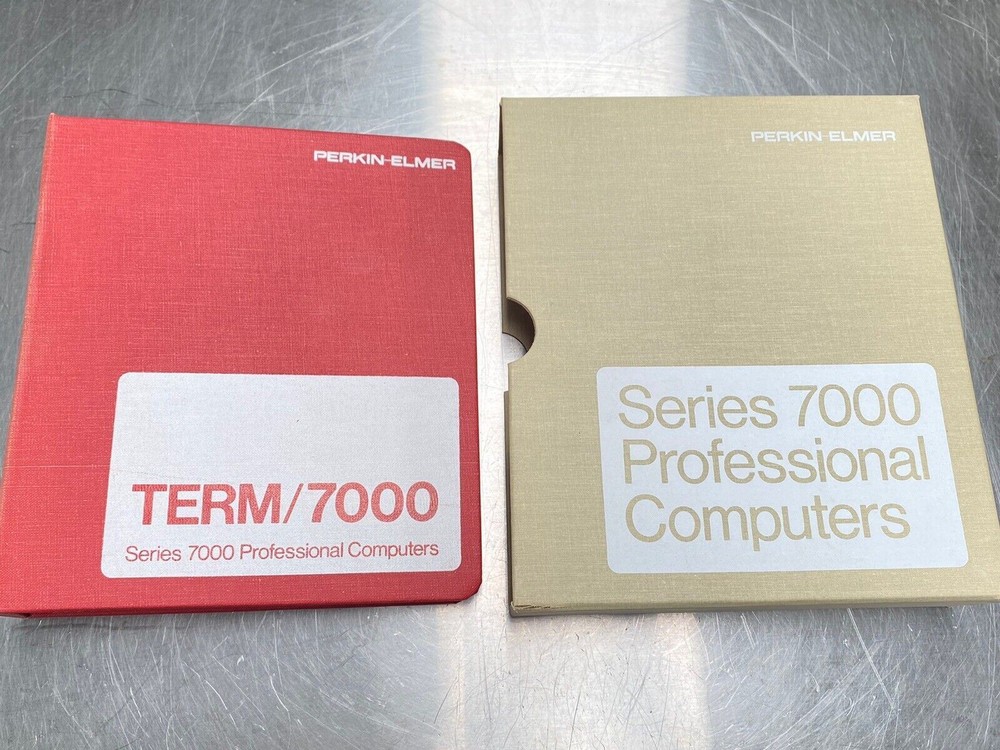 PERKIN-ELMER
TERM/7000
Series 7000 Professional Computers
PERKIN-ELMER
Series 7000
Professional
Computers